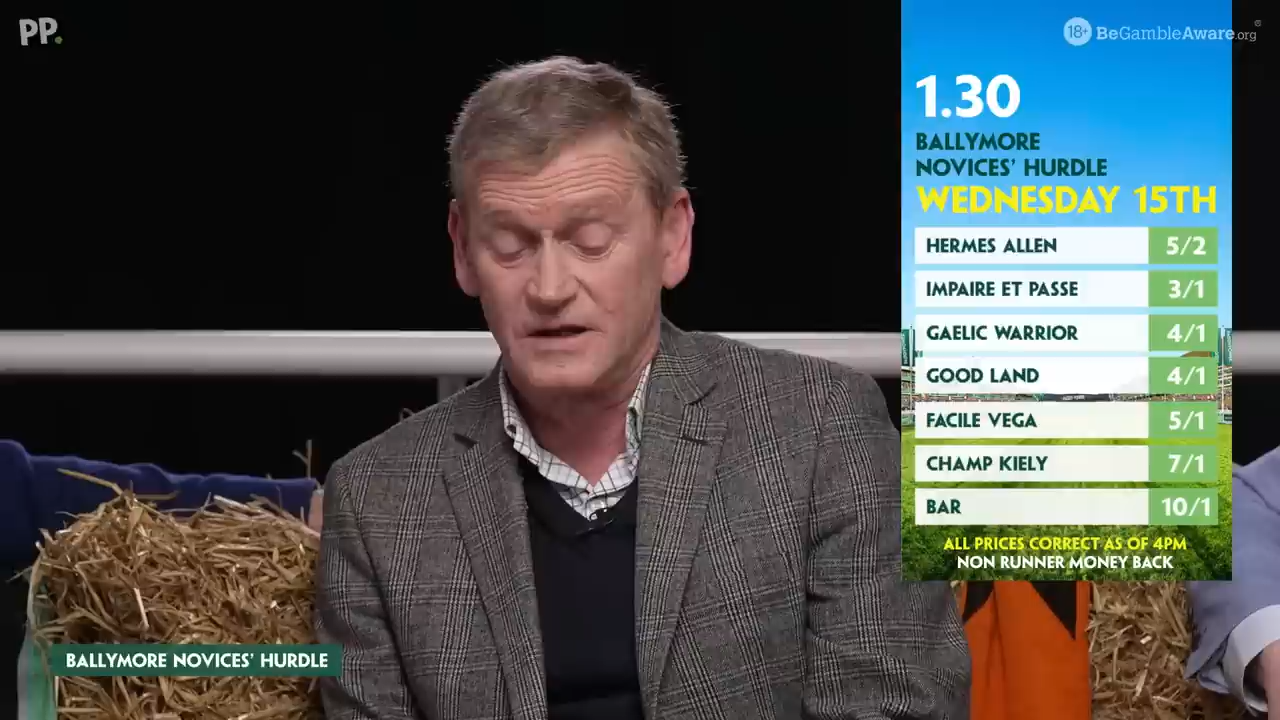 PP.
18+ BeGambleAware.org
1.30
BALLYMORE
NOVICES' HURDLE
WEDNESDAY 15TH
HERMES ALLEN 5/2
IMPAIRE ET PASSE 3/1
GAELIC WARRIOR 4/1
GOOD LAND 4/1
FACILE VEGA 5/1
CHAMP KIELY 7/1
BAR 10/1
ALL PRICES CORRECT AS OF 4PM
NON RUNNER MONEY BACK
BALLYMORE NOVICES' HURDLE